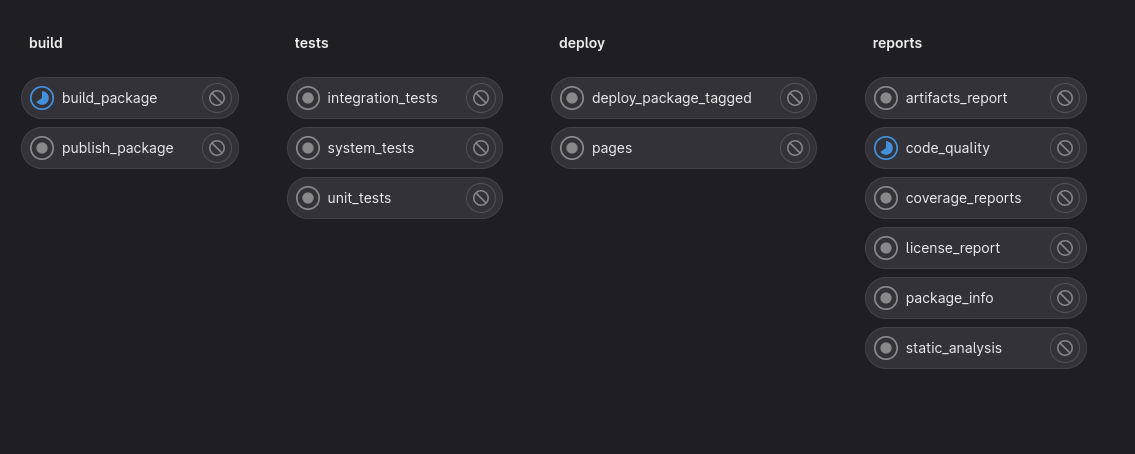 build
build_package
publish_package
tests
integration_tests
system_tests
unit_tests
deploy
deploy_package_tagged
pages
reports
artifacts_report
code_quality
coverage_reports
license_report
package_info
static_analysis